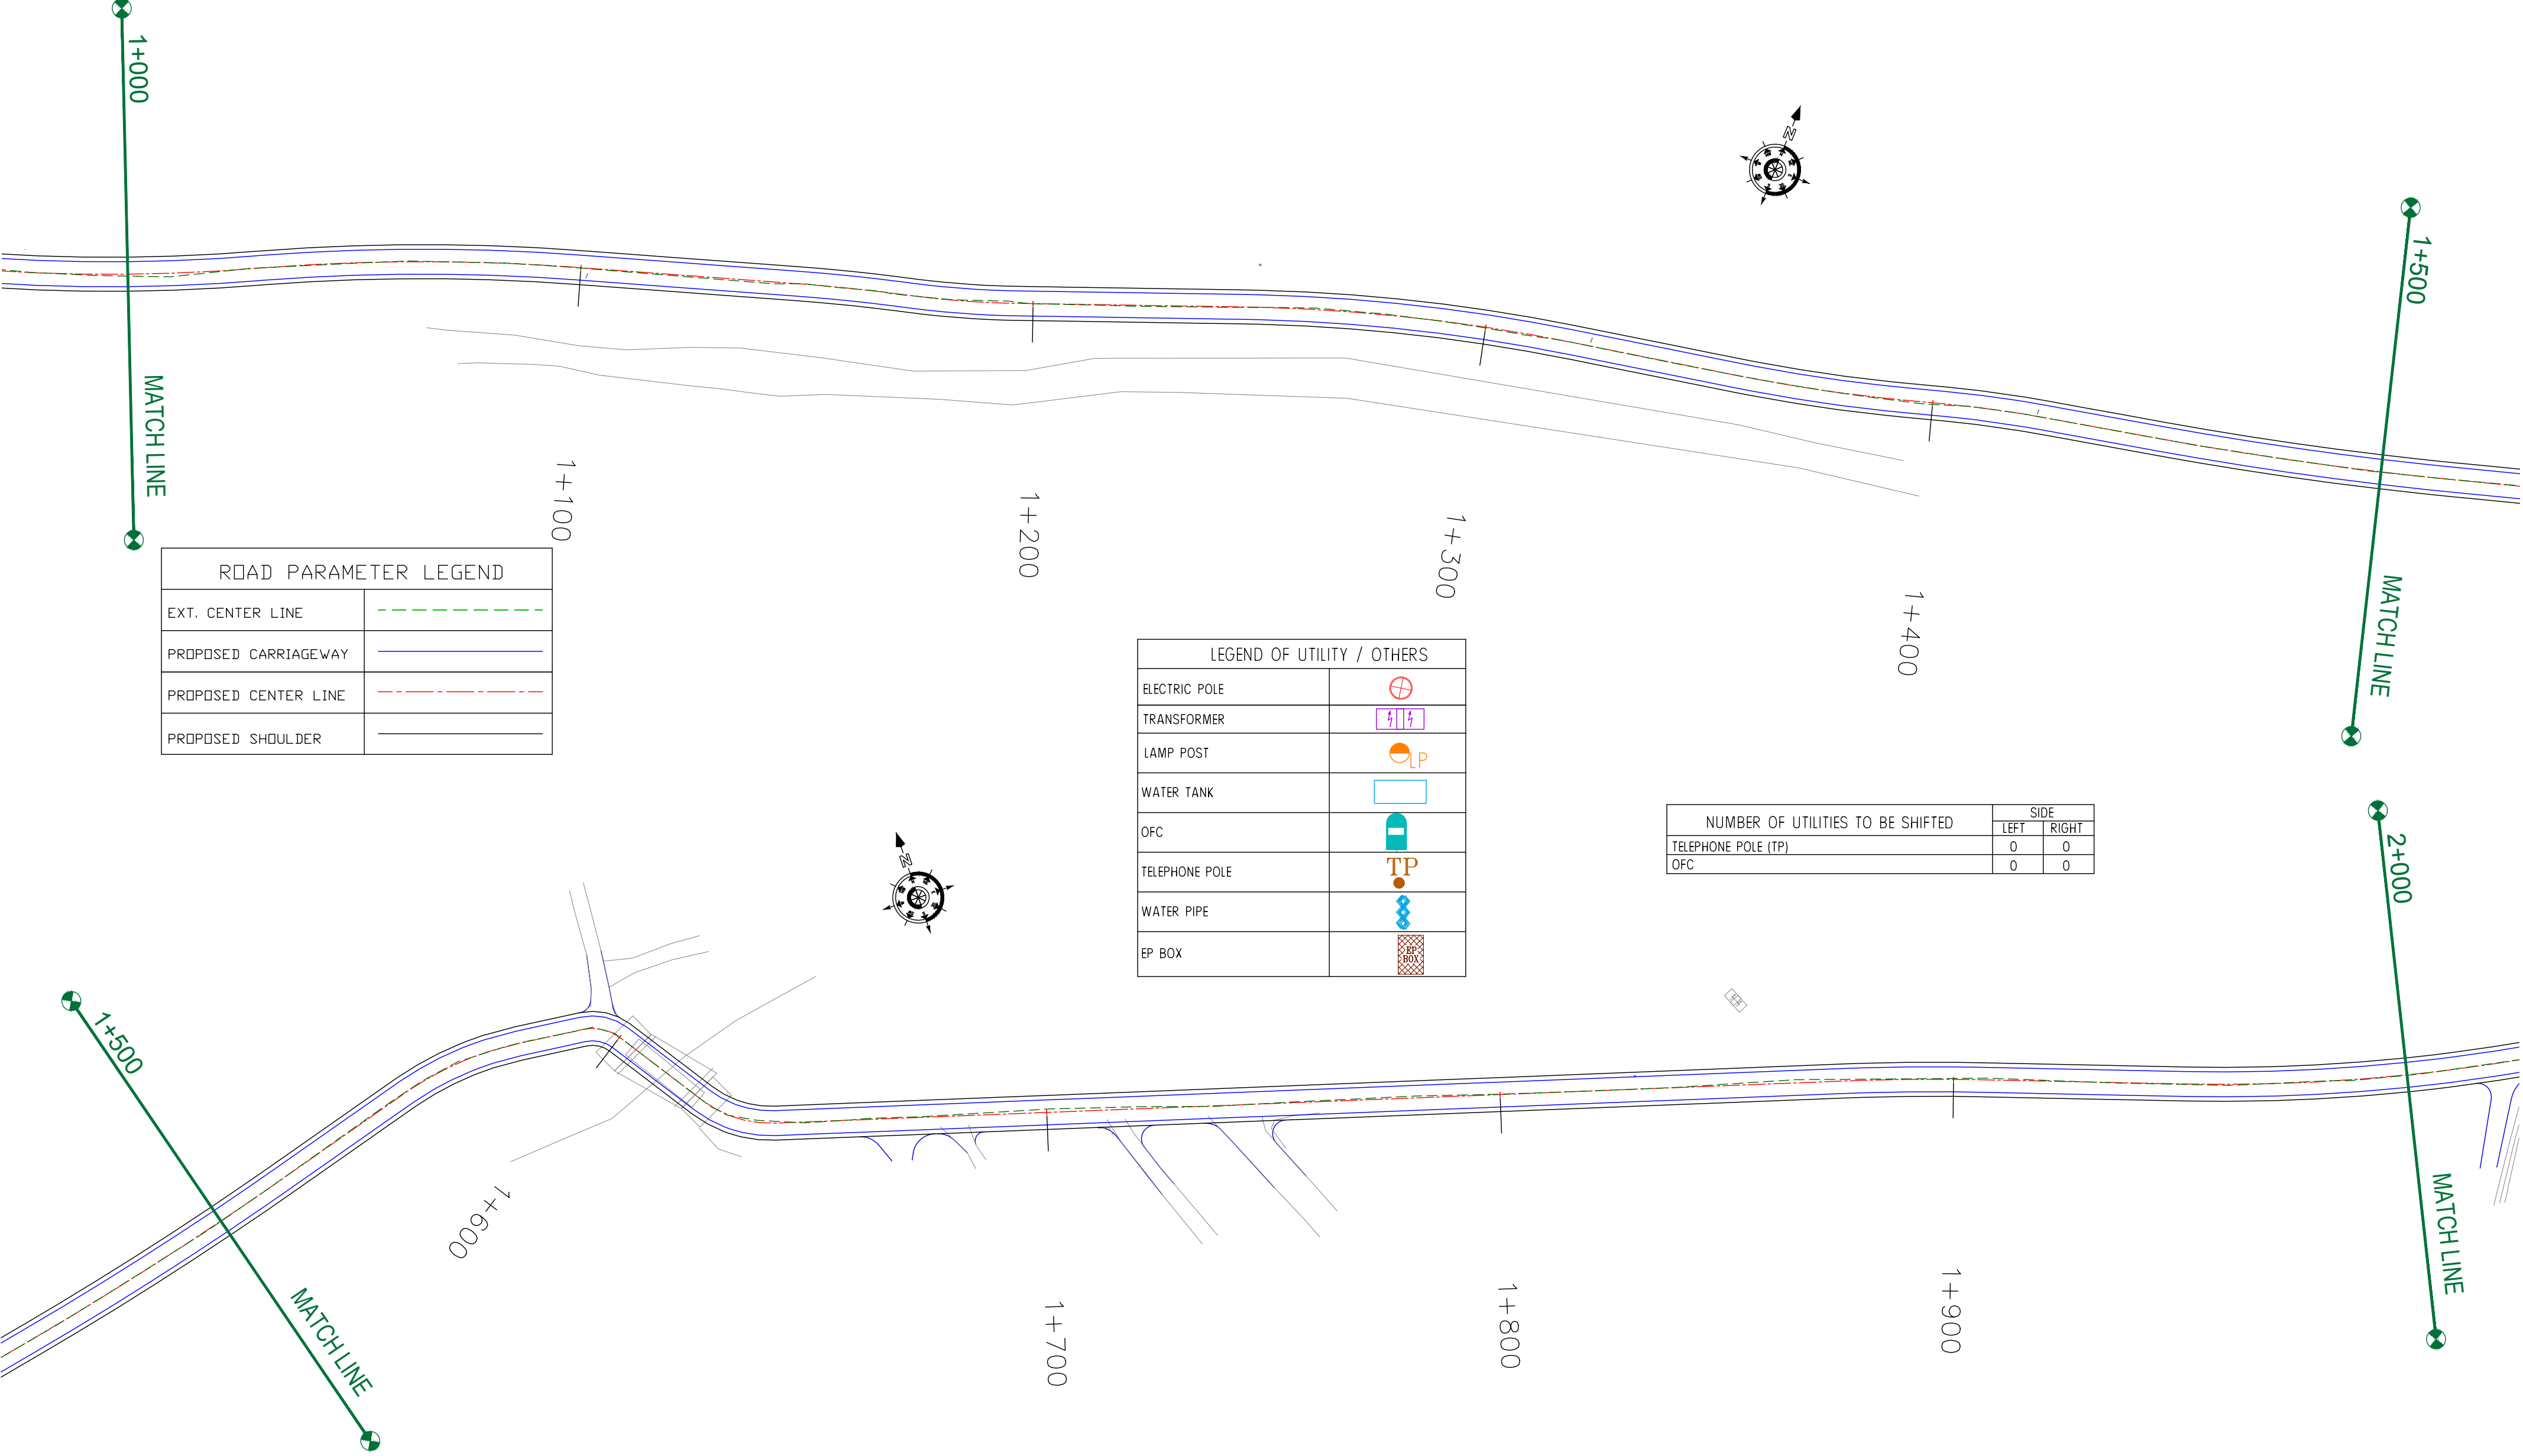 1+000
MATCH LINE
N
1+500
MATCH LINE
1+100
1+200
1+300
1+400
ROAD PARAMETER LEGEND
EXT. CENTER LINE
PROPOSED CARRIAGEWAY
PROPOSED CENTER LINE
PROPOSED SHOULDER
LEGEND OF UTILITY / OTHERS
ELECTRIC POLE
TRANSFORMER
LAMP POST LP
WATER TANK
OFC
TELEPHONE POLE TP
WATER PIPE
EP BOX EP
BOX
NUMBER OF UTILITIES TO BE SHIFTED SIDE
LEFT RIGHT
TELEPHONE POLE (TP) 0 0
OFC 0 0
N
1+500
MATCH LINE
1+600
1+700
1+800
1+900
2+000
MATCH LINE